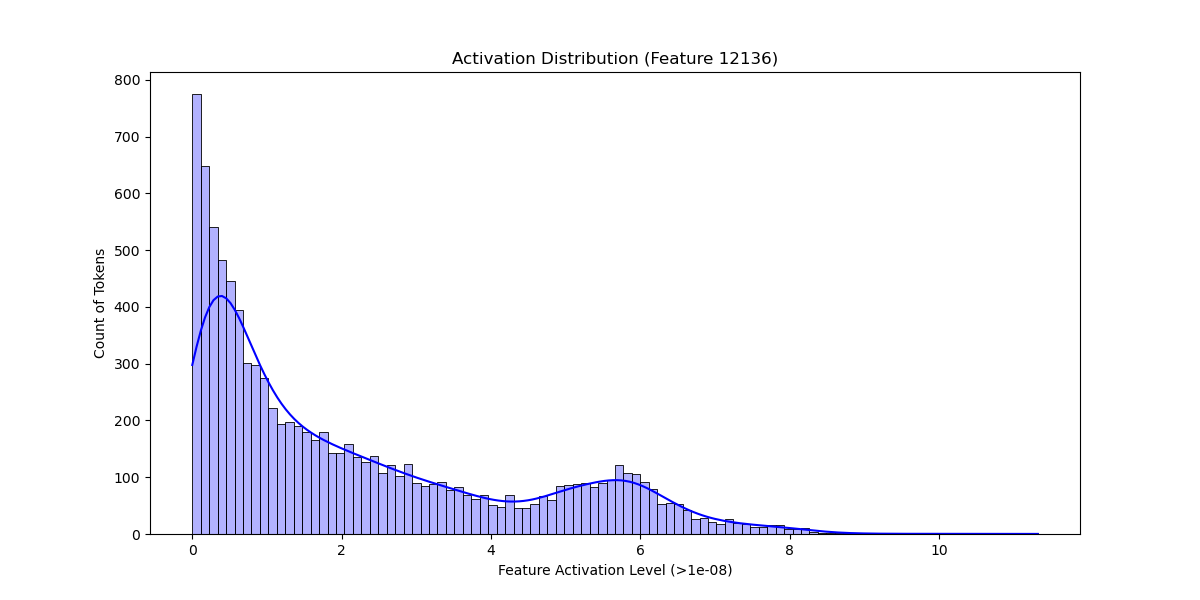 Activation Distribution (Feature 12136)
800
700
600
500
400
300
200
100
0
Count of Tokens
0 2 4 6 8 10
Feature Activation Level (>1e-08)